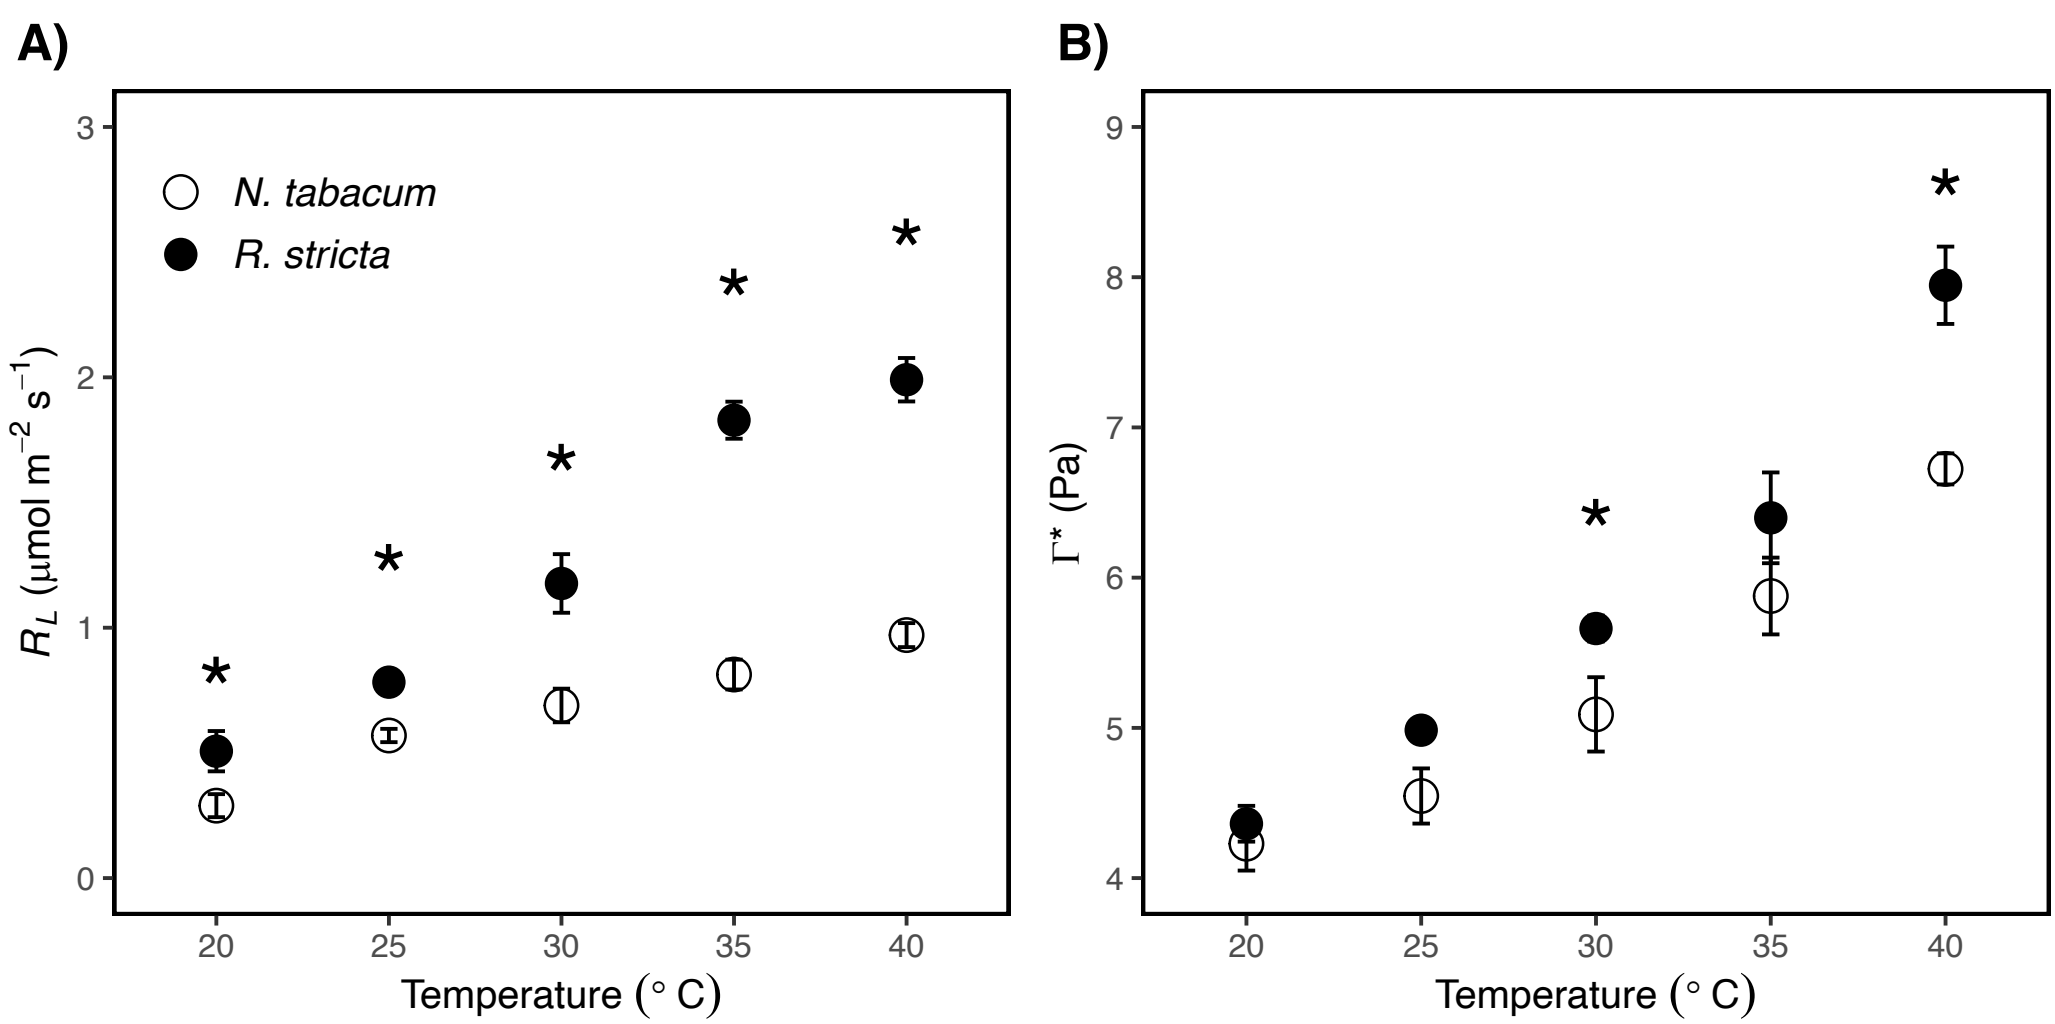 A)
3
2
1
0
R_L (μmol m⁻² s⁻¹)
N. tabacum
R. stricta
*
*
*
*
*
20 25 30 35 40
Temperature (° C)
B)
9
8
7
6
5
4
Γ* (Pa)
*
*
20 25 30 35 40
Temperature (° C)